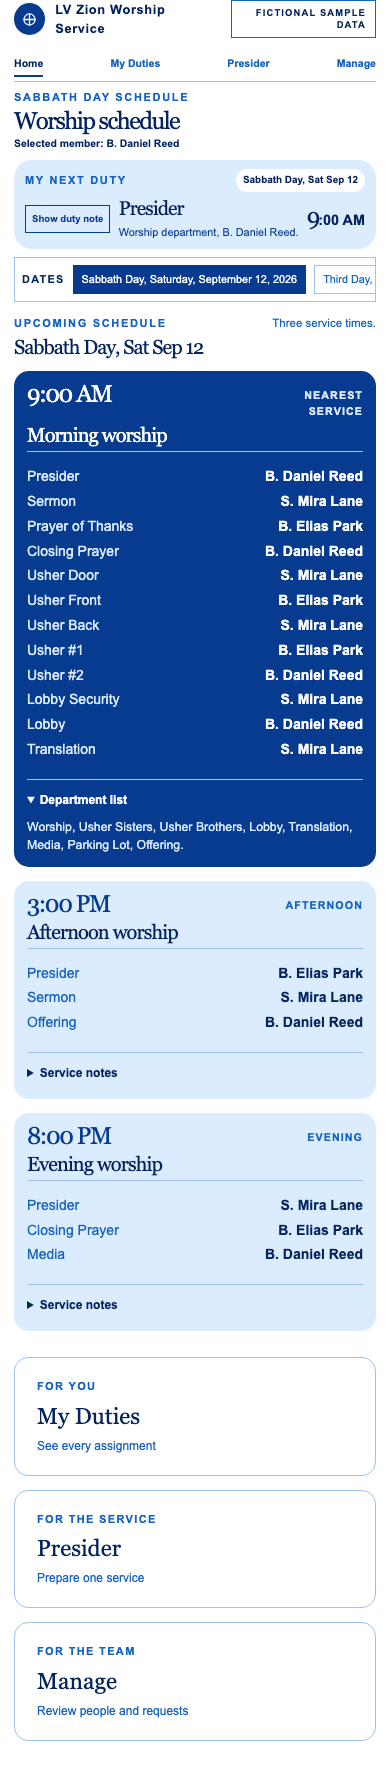 LV Zion Worship
Service
FICTIONAL SAMPLE
DATA
Home
My Duties
Presider
Manage
SABBATH DAY SCHEDULE
Worship schedule
Selected member: B. Daniel Reed
MY NEXT DUTY
Sabbath Day, Sat Sep 12
Show duty note
Presider
Worship department, B. Daniel Reed.
9:00 AM
DATES
Sabbath Day, Saturday, September 12, 2026
Third Day,
UPCOMING SCHEDULE
Three service times.
Sabbath Day, Sat Sep 12
9:00 AM
NEAREST
SERVICE
Morning worship
Presider B. Daniel Reed
Sermon S. Mira Lane
Prayer of Thanks B. Elias Park
Closing Prayer B. Daniel Reed
Usher Door S. Mira Lane
Usher Front B. Elias Park
Usher Back S. Mira Lane
Usher #1 B. Elias Park
Usher #2 B. Daniel Reed
Lobby Security S. Mira Lane
Lobby B. Daniel Reed
Translation S. Mira Lane
Department list
Worship, Usher Sisters, Usher Brothers, Lobby, Translation,
Media, Parking Lot, Offering.
3:00 PM
AFTERNOON
Afternoon worship
Presider B. Elias Park
Sermon S. Mira Lane
Offering B. Daniel Reed
Service notes
8:00 PM
EVENING
Evening worship
Presider S. Mira Lane
Closing Prayer B. Elias Park
Media B. Daniel Reed
Service notes
FOR YOU
My Duties
See every assignment
FOR THE SERVICE
Presider
Prepare one service
FOR THE TEAM
Manage
Review people and requests